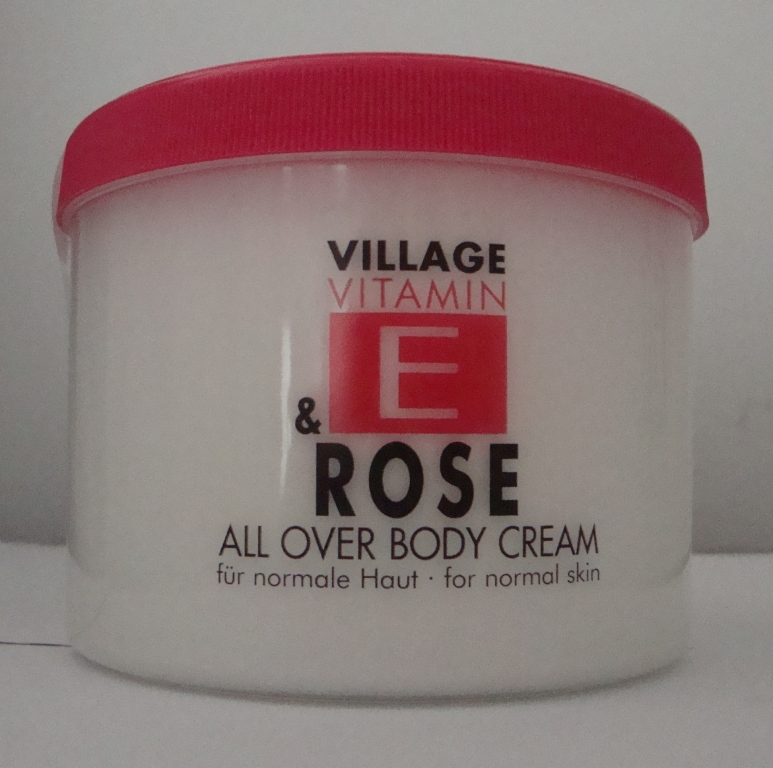 VILLAGE
VITAMIN
E
&
ROSE
ALL OVER BODY CREAM
für normale Haut · for normal skin